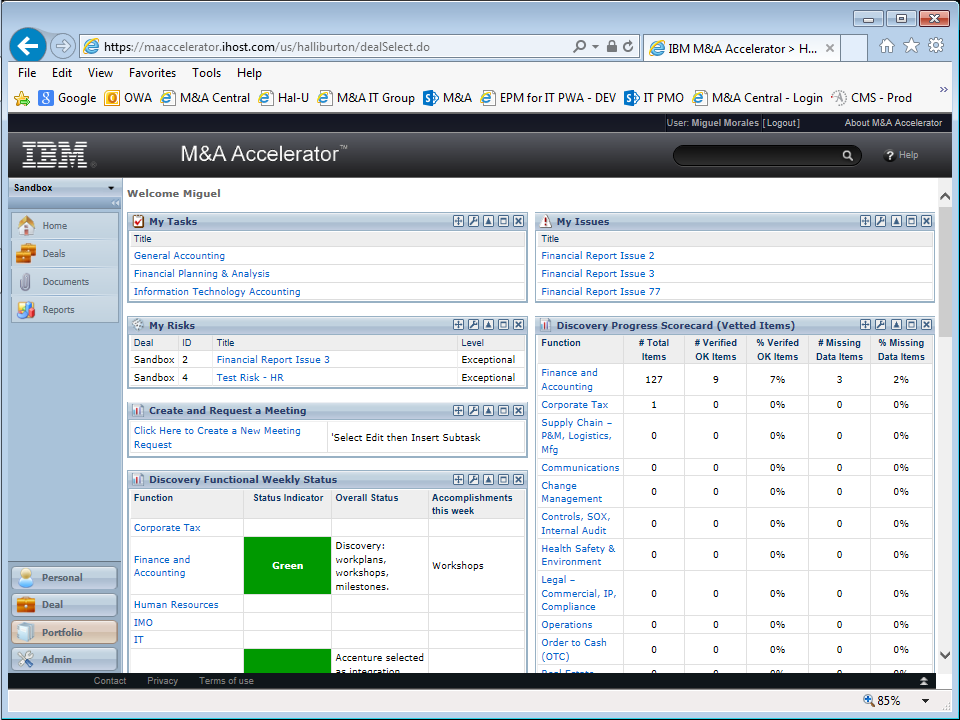 https://maaccelerator.ihost.com/us/halliburton/dealSelect.do
IBM M&A Accelerator > H...
File Edit View Favorites Tools Help
Google OWA M&A Central Hal-U M&A IT Group M&A EPM for IT PWA - DEV IT PMO M&A Central - Login CMS - Prod
User: Miguel Morales [Logout] About M&A Accelerator
IBM M&A Accelerator™ Help
Sandbox
Home
Deals
Documents
Reports
Welcome Miguel
My Tasks
Title
General Accounting
Financial Planning & Analysis
Information Technology Accounting
My Issues
Title
Financial Report Issue 2
Financial Report Issue 3
Financial Report Issue 77
My Risks
Deal ID Title Level
Sandbox 2 Financial Report Issue 3 Exceptional
Sandbox 4 Test Risk - HR Exceptional
Create and Request a Meeting
Click Here to Create a New Meeting
Request
'Select Edit then Insert Subtask
Discovery Functional Weekly Status
Function Status Indicator Overall Status Accomplishments
this week
Corporate Tax
Finance and
Accounting
Green
Discovery:
workplans,
workshops,
milestones.
Workshops
Human Resources
IMO
IT
Accenture selected
as integration
Discovery Progress Scorecard (Vetted Items)
Function # Total
Items
# Verified
OK Items
% Verifed
OK Items
# Missing
Data Items
% Missing
Data Items
Finance and
Accounting
127 9 7% 3 2%
Corporate Tax 1 0 0% 0 0%
Supply Chain –
P&M, Logistics,
Mfg
0 0 0% 0 0%
Communications 0 0 0% 0 0%
Change
Management
0 0 0% 0 0%
Controls, SOX,
Internal Audit
0 0 0% 0 0%
Health Safety &
Environment
0 0 0% 0 0%
Legal –
Commercial, IP,
Compliance
0 0 0% 0 0%
Operations 0 0 0% 0 0%
Order to Cash
(OTC)
0 0 0% 0 0%
Real Estate 0 0 0% 0 0%
Personal
Deal
Portfolio
Admin
Contact Privacy Terms of use
85%